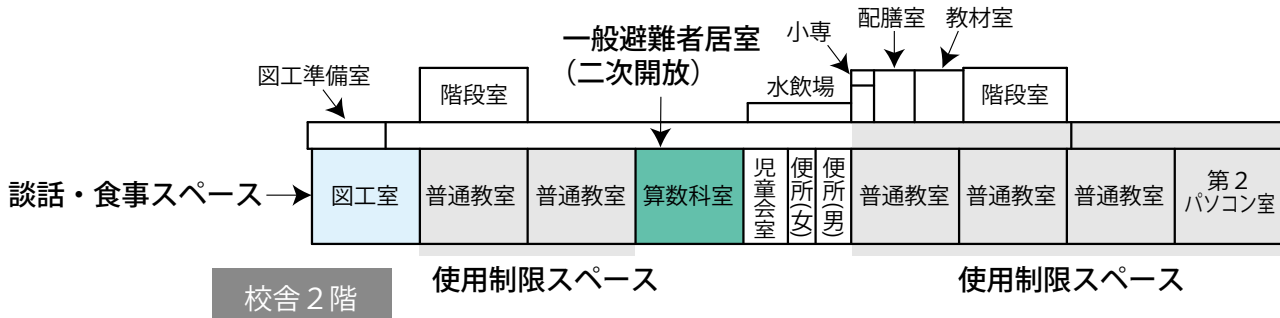 配膳室
教材室
小専
一般避難者居室
（二次開放）
図工準備室
水飲場
階段室
階段室
談話・食事スペース
図工室
普通教室
普通教室
算数科室
児童会室
便所(女)
便所(男)
普通教室
普通教室
普通教室
第２
パソコン室
使用制限スペース
使用制限スペース
校舎２階